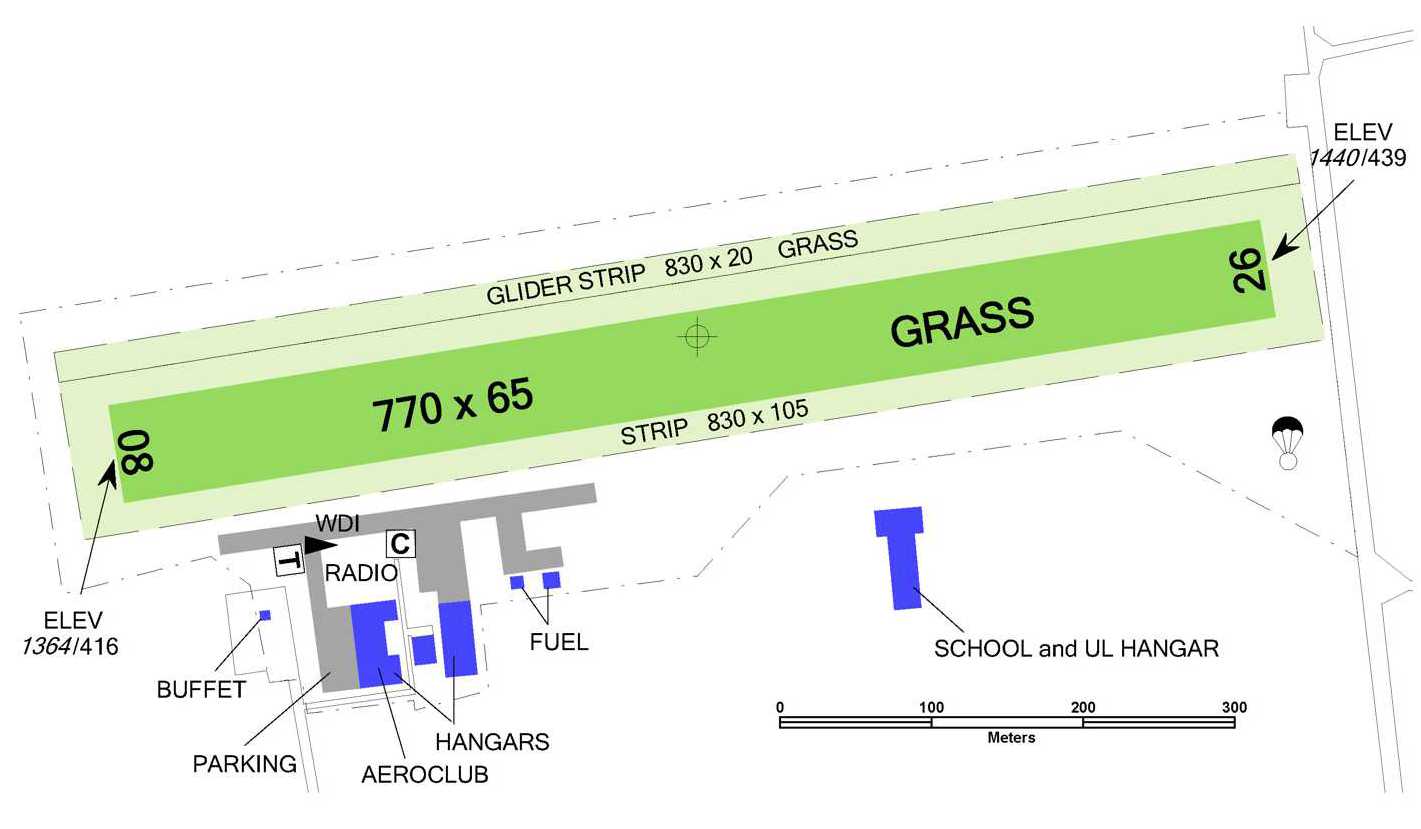 ELEV
1440/439
GLIDER STRIP 830 x 20 GRASS
26
GRASS
770 x 65
STRIP 830 x 105
08
WDI
C
T
RADIO
ELEV
1364/416
FUEL
SCHOOL and UL HANGAR
BUFFET
0 100 200 300
Meters
HANGARS
PARKING
AEROCLUB